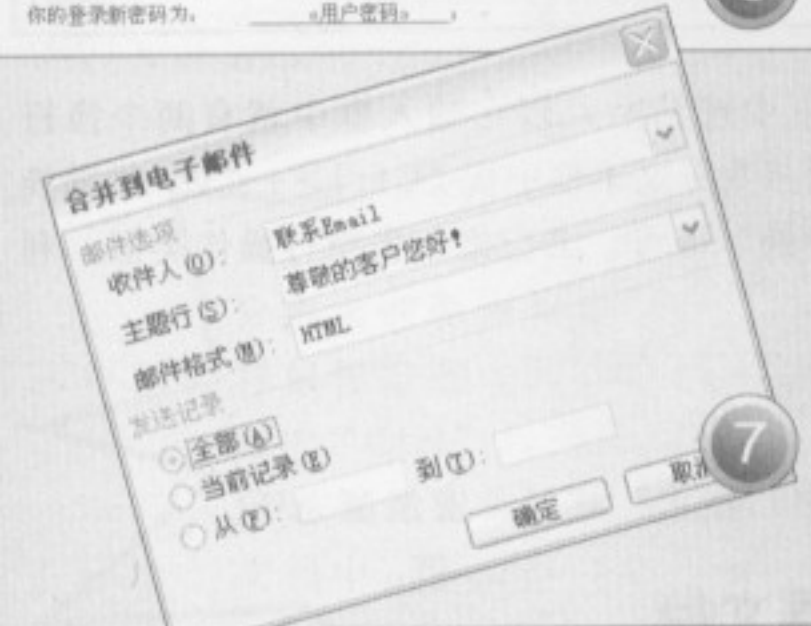 你的登录新密码为: «用户密码» ,
合并到电子邮件
邮件选项
收件人(O): 联系Email
主题行(S): 尊敬的客户您好!
邮件格式(M): HTML
发送记录
全部(A)
当前记录(E)
从(F): 到(T):
确定 取消
7